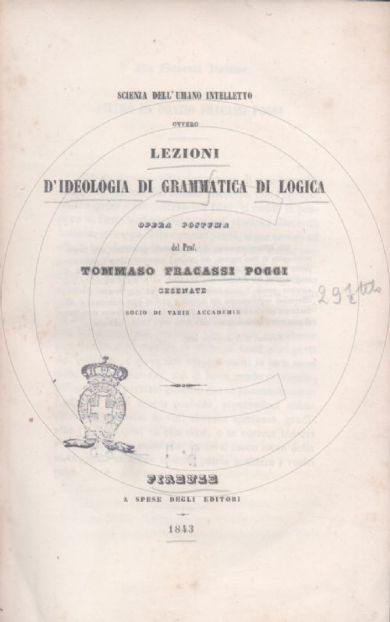 SCIENZA DELL'UMANO INTELLETTO
OVVERO
LEZIONI
D'IDEOLOGIA DI GRAMMATICA DI LOGICA
OPERA POSTUMA
del Prof.
TOMMASO FRACASSI POGGI
CESENATE
SOCIO DI VARIE ACCADEMIE
FIRENZE
A SPESE DEGLI EDITORI
1843